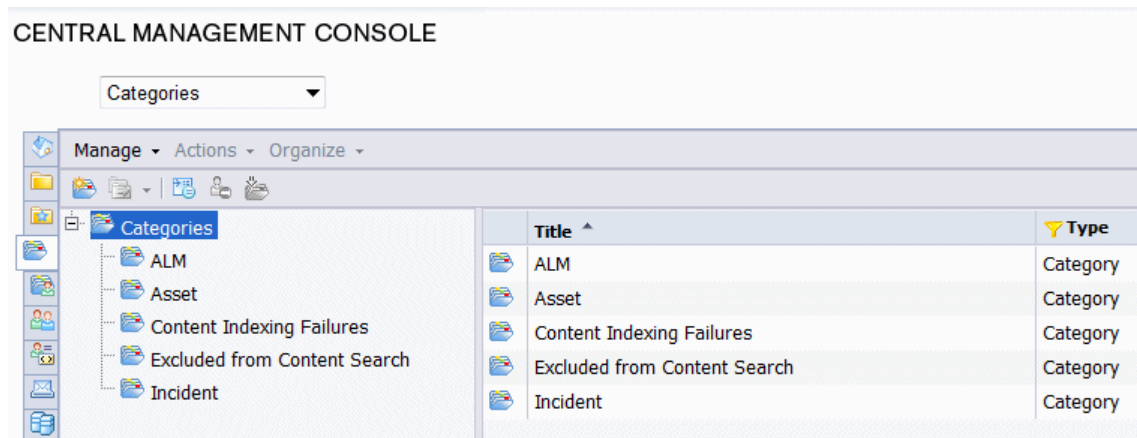 CENTRAL MANAGEMENT CONSOLE
Categories
Manage Actions Organize
Categories
ALM
Asset
Content Indexing Failures
Excluded from Content Search
Incident
Title Type
ALM Category
Asset Category
Content Indexing Failures Category
Excluded from Content Search Category
Incident Category